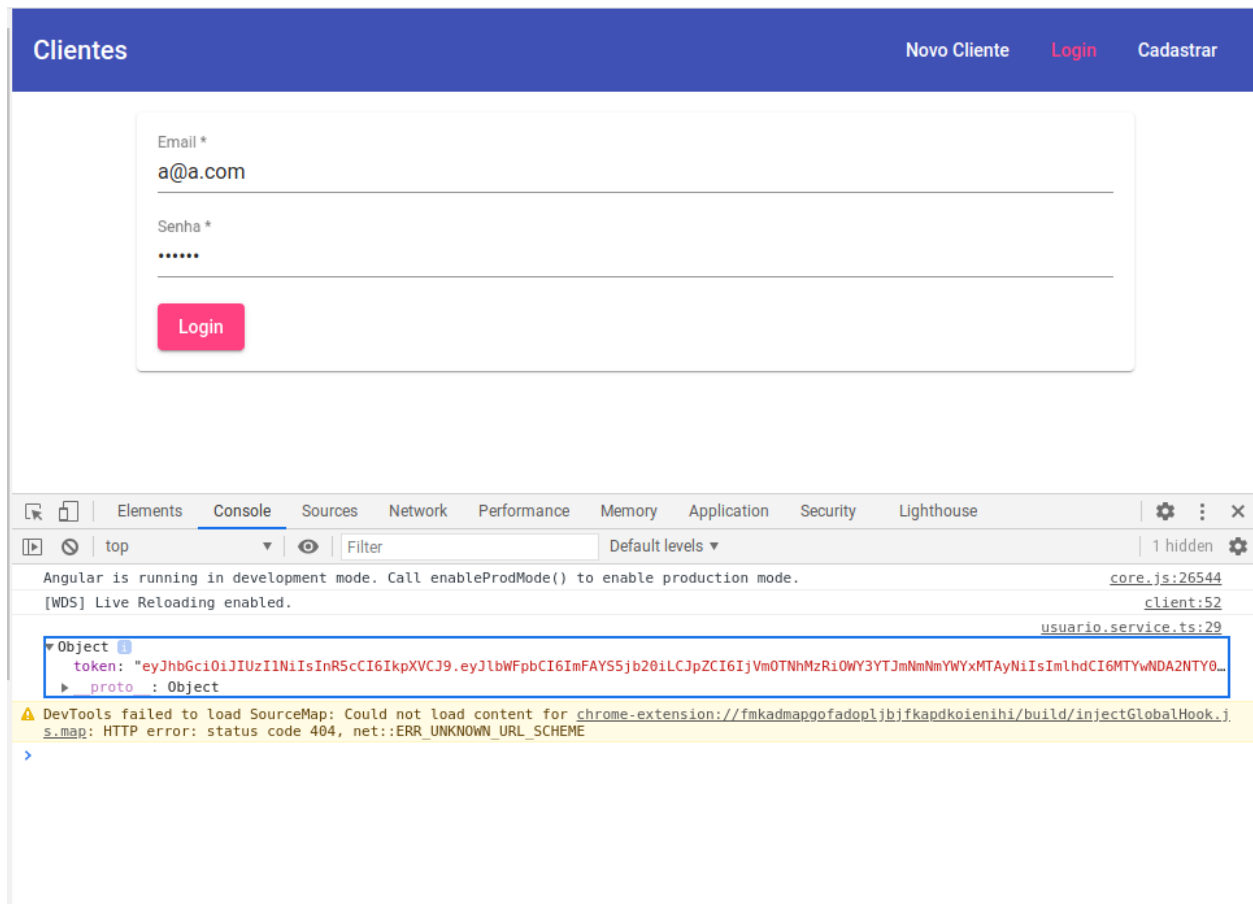 Clientes Novo Cliente Login Cadastrar
Email *
a@a.com
Senha *
••••••
Login
Elements Console Sources Network Performance Memory Application Security Lighthouse
top ▼ Filter Default levels ▼ 1 hidden
Angular is running in development mode. Call enableProdMode() to enable production mode. core.js:26544
[WDS] Live Reloading enabled. client:52
usuario.service.ts:29
▼Object i
token: "eyJhbGciOiJIUzI1NiIsInR5cCI6IkpXVCJ9.eyJlbWFpbCI6ImFAYS5jb20iLCJpZCI6IjVmOTNhMzRiOWY3YTJmNmNmYWYxMTAyNiIsImlhdCI6MTYwNDA2NTY0…
▶ __proto__: Object
DevTools failed to load SourceMap: Could not load content for chrome-extension://fmkadmapgofadopljbjfkapdkoienihi/build/injectGlobalHook.j
s.map: HTTP error: status code 404, net::ERR_UNKNOWN_URL_SCHEME
>